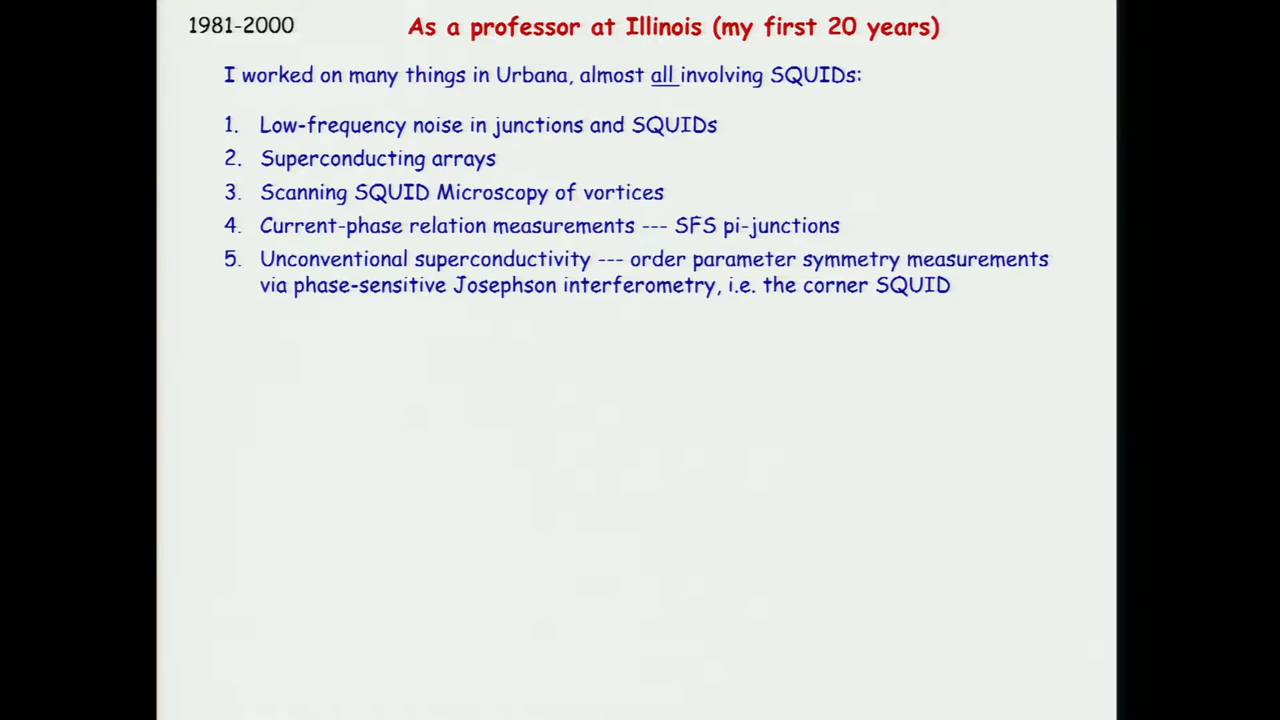 1981-2000
As a professor at Illinois (my first 20 years)
I worked on many things in Urbana, almost all involving SQUIDs:
1. Low-frequency noise in junctions and SQUIDs
2. Superconducting arrays
3. Scanning SQUID Microscopy of vortices
4. Current-phase relation measurements --- SFS pi-junctions
5. Unconventional superconductivity --- order parameter symmetry measurements
via phase-sensitive Josephson interferometry, i.e. the corner SQUID